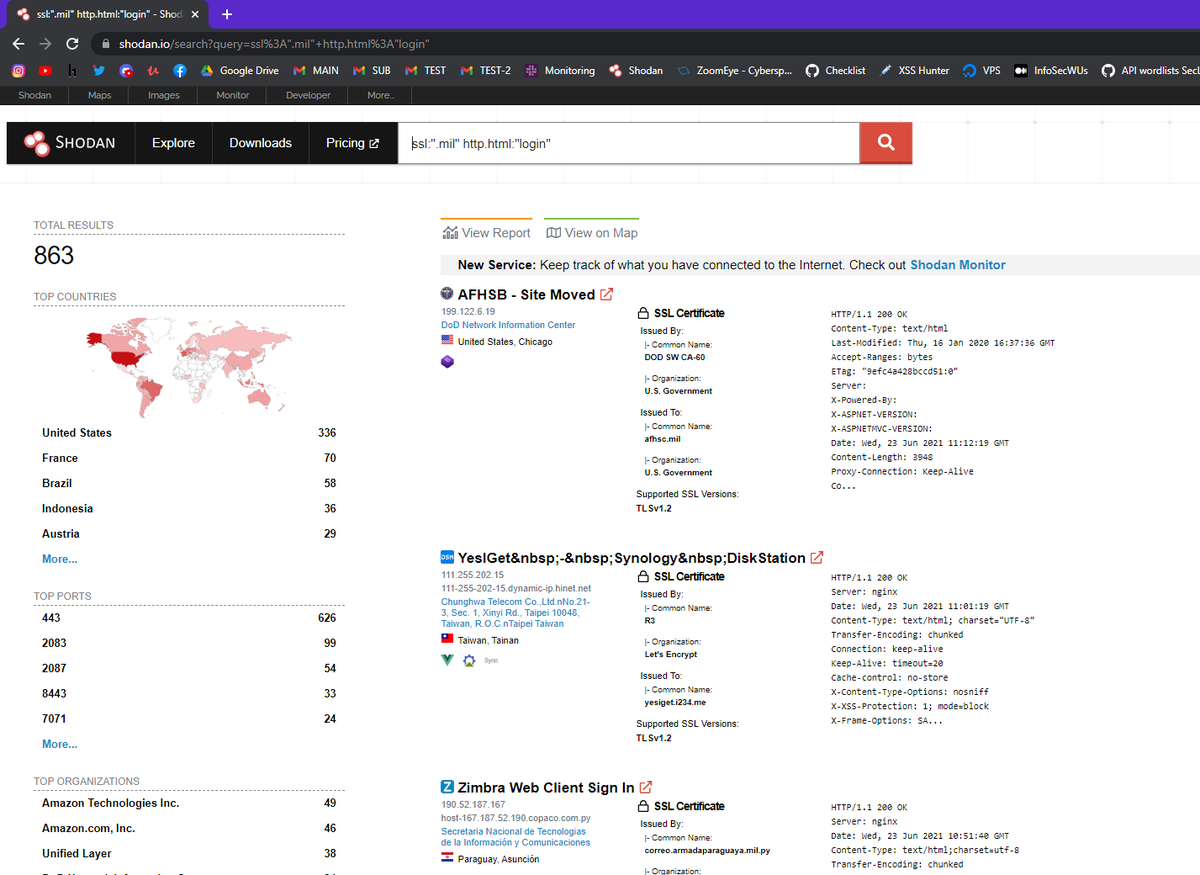 ssl:".mil" http.html:"login" - Shod
shodan.io/search?query=ssl%3A".mil"+http.html%3A"login"
Google Drive MAIN SUB TEST TEST-2 Monitoring Shodan ZoomEye - Cybersp... Checklist XSS Hunter VPS InfoSecWUs API wordlists SecL
Shodan Maps Images Monitor Developer More...
SHODAN Explore Downloads Pricing ssl:".mil" http.html:"login"
TOTAL RESULTS
863
TOP COUNTRIES
United States 336
France 70
Brazil 58
Indonesia 36
Austria 29
More...
TOP PORTS
443 626
2083 99
2087 54
8443 33
7071 24
More...
TOP ORGANIZATIONS
Amazon Technologies Inc. 49
Amazon.com, Inc. 46
Unified Layer 38
View Report View on Map
New Service: Keep track of what you have connected to the Internet. Check out Shodan Monitor
AFHSB - Site Moved
199.122.6.19
DoD Network Information Center
United States, Chicago
SSL Certificate
Issued By:
|- Common Name:
DOD SW CA-60
|- Organization:
U.S. Government
Issued To:
|- Common Name:
afhsc.mil
|- Organization:
U.S. Government
Supported SSL Versions:
TLSv1.2
HTTP/1.1 200 OK
Content-Type: text/html
Last-Modified: Thu, 16 Jan 2020 16:37:36 GMT
Accept-Ranges: bytes
ETag: "9efc4a428bccd51:0"
Server:
X-Powered-By:
X-ASPNET-VERSION:
X-ASPNETMVC-VERSION:
Date: Wed, 23 Jun 2021 11:12:19 GMT
Content-Length: 3948
Proxy-Connection: Keep-Alive
Co...
YesIGet&nbsp;-&nbsp;Synology&nbsp;DiskStation
111.255.202.15
111-255-202-15.dynamic-ip.hinet.net
Chunghwa Telecom Co.,Ltd.nNo.21-
3, Sec. 1, Xinyi Rd., Taipei 10048,
Taiwan, R.O.C.nTaipei Taiwan
Taiwan, Tainan
Syno
SSL Certificate
Issued By:
|- Common Name:
R3
|- Organization:
Let's Encrypt
Issued To:
|- Common Name:
yesiget.i234.me
Supported SSL Versions:
TLSv1.2
HTTP/1.1 200 OK
Server: nginx
Date: Wed, 23 Jun 2021 11:01:19 GMT
Content-Type: text/html; charset="UTF-8"
Transfer-Encoding: chunked
Connection: keep-alive
Keep-Alive: timeout=20
Cache-control: no-store
X-Content-Type-Options: nosniff
X-XSS-Protection: 1; mode=block
X-Frame-Options: SA...
Zimbra Web Client Sign In
190.52.187.167
host-167.187.52.190.copaco.com.py
Secretaria Nacional de Tecnologias
de la Información y Comunicaciones
Paraguay, Asunción
SSL Certificate
Issued By:
|- Common Name:
correo.armadaparaguaya.mil.py
|- Organization:
HTTP/1.1 200 OK
Server: nginx
Date: Wed, 23 Jun 2021 10:51:40 GMT
Content-Type: text/html;charset=utf-8
Transfer-Encoding: chunked